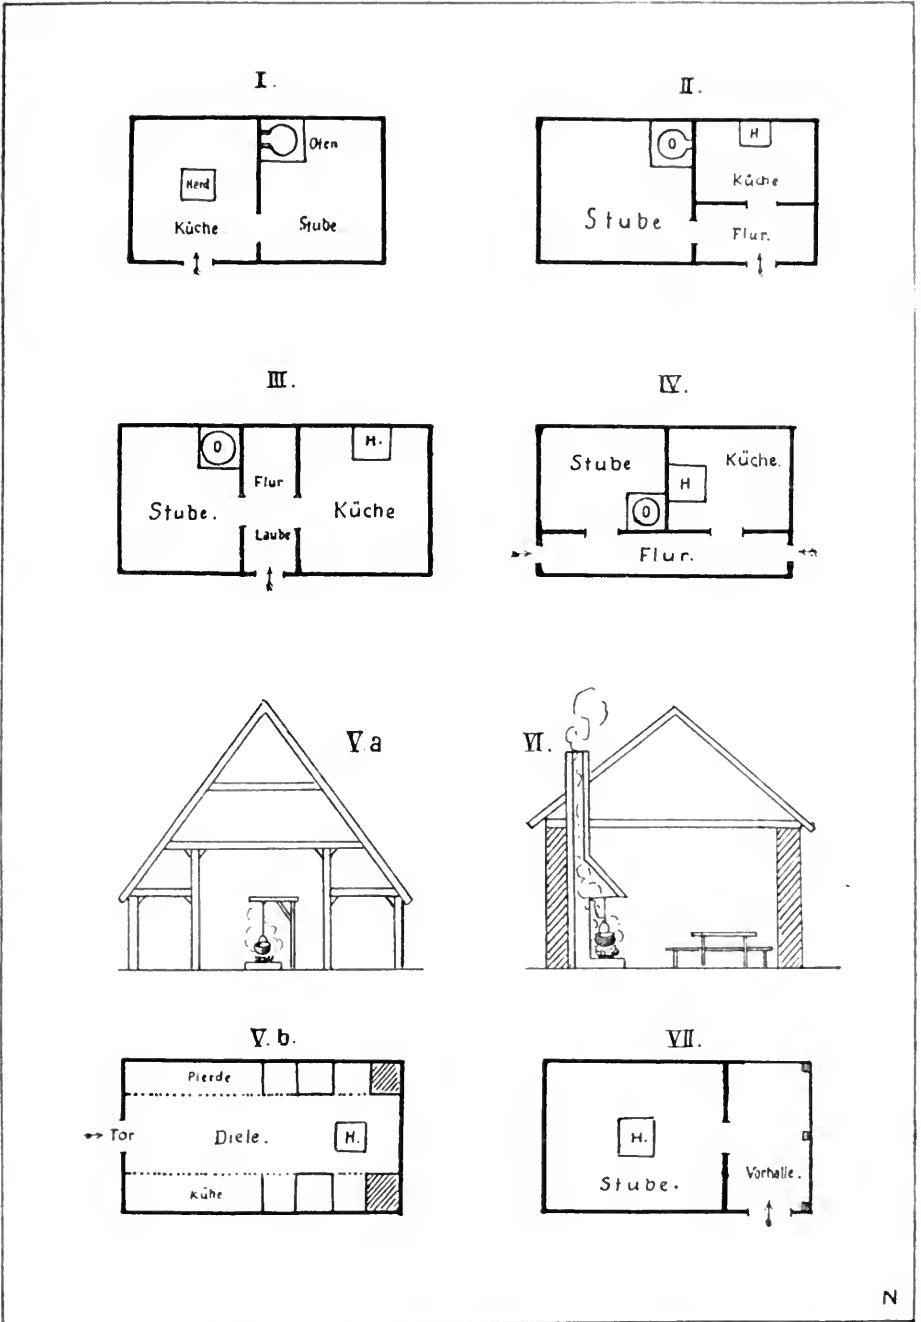 I.
Ofen
Herd
Küche
Stube
II.
O
H
Küche
Stube
Flur.
III.
O
H.
Flur
Stube.
Küche
Laube
IV.
Stube
Küche.
H
O
Flur.
V.a
VI.
V.b.
Pferde
Tor
Diele.
H.
Kühe
VII.
H.
Stube.
Vorhalle.
N